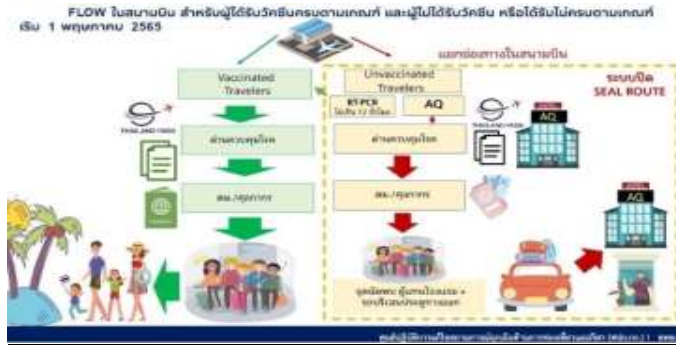 FLOW ในสนามบิน สำหรับผู้ได้รับวัคซีนครบตามเกณฑ์ และผู้ไม่ได้รับวัคซีน หรือได้รับไม่ครบตามเกณฑ์
เริ่ม 1 พฤษภาคม 2565
แยกช่องทางในสนามบิน
Vaccinated
Travelers
Unvaccinated
Travelers
ระบบปิด
SEAL ROUTE
RT-PCR
AQ
THAILAND PASS
ด่านควบคุมโรค
ด่านควบคุมโรค
AQ
ตม./ศุลกากร
ตม./ศุลกากร
AQ